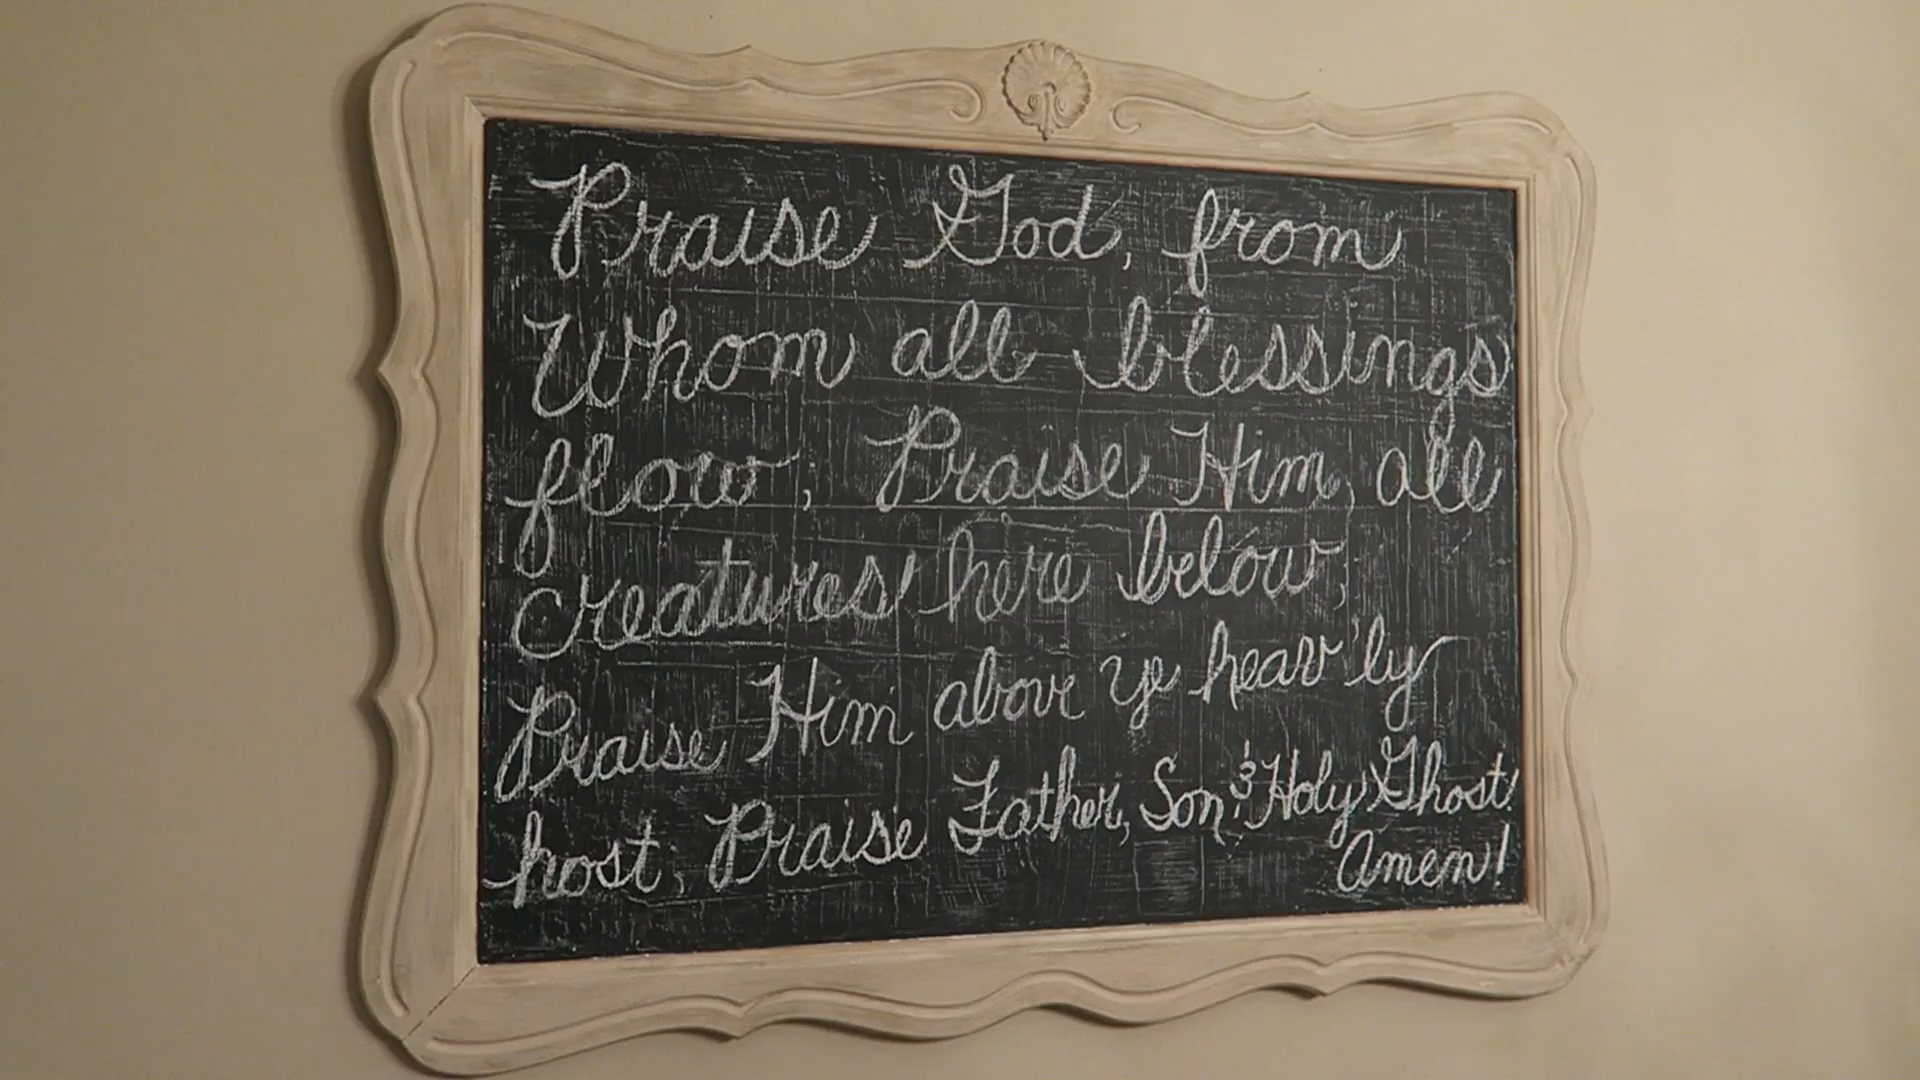 Praise God, from
Whom all blessings
flow; Praise Him, all
creatures here below;
Praise Him above ye heav'ly
host; Praise Father, Son, & Holy Ghost!
Amen!